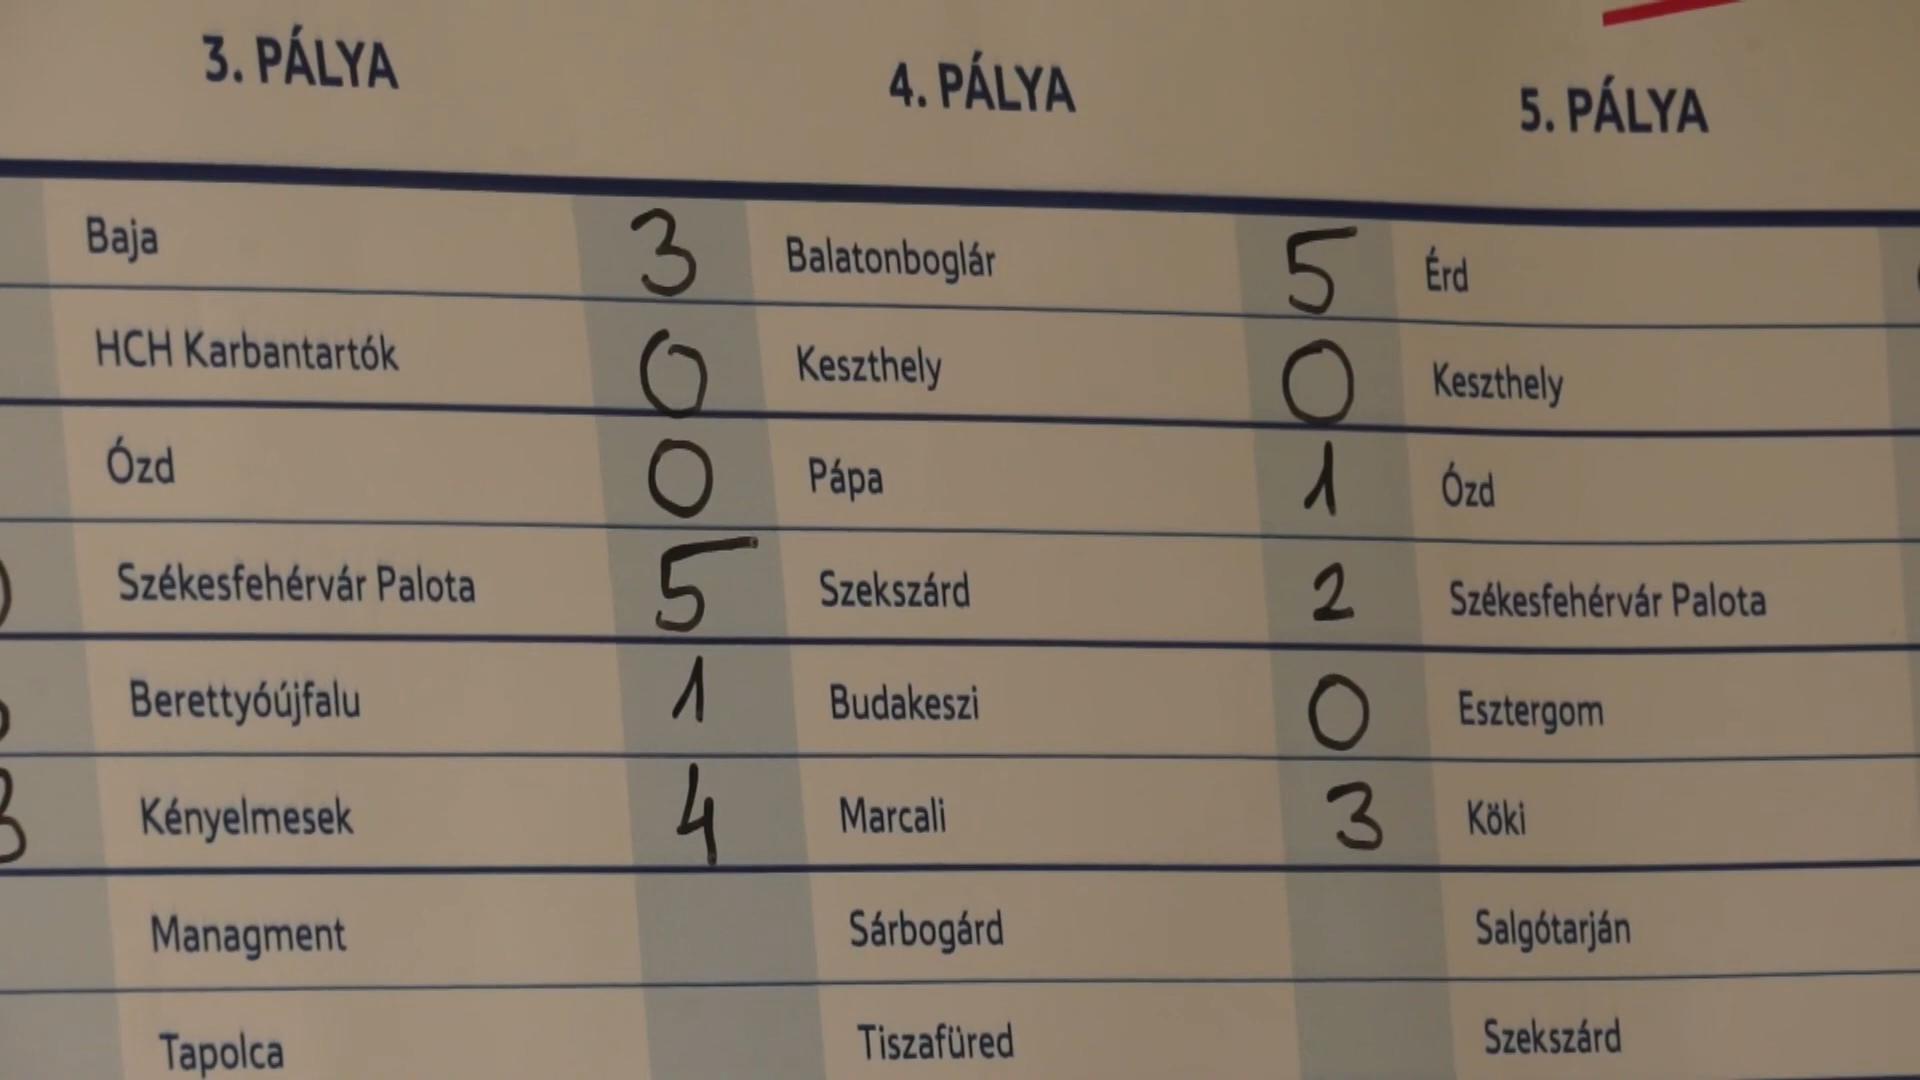 3. PÁLYA 4. PÁLYA 5. PÁLYA
Baja 3 Balatonboglár 5 Érd
HCH Karbantartók 0 Keszthely 0 Keszthely
Ózd 0 Pápa 1 Ózd
Székesfehérvár Palota 5 Szekszárd 2 Székesfehérvár Palota
Berettyóújfalu 1 Budakeszi 0 Esztergom
3 Kényelmesek 4 Marcali 3 Köki
Managment Sárbogárd Salgótarján
Tapolca Tiszafüred Szekszárd